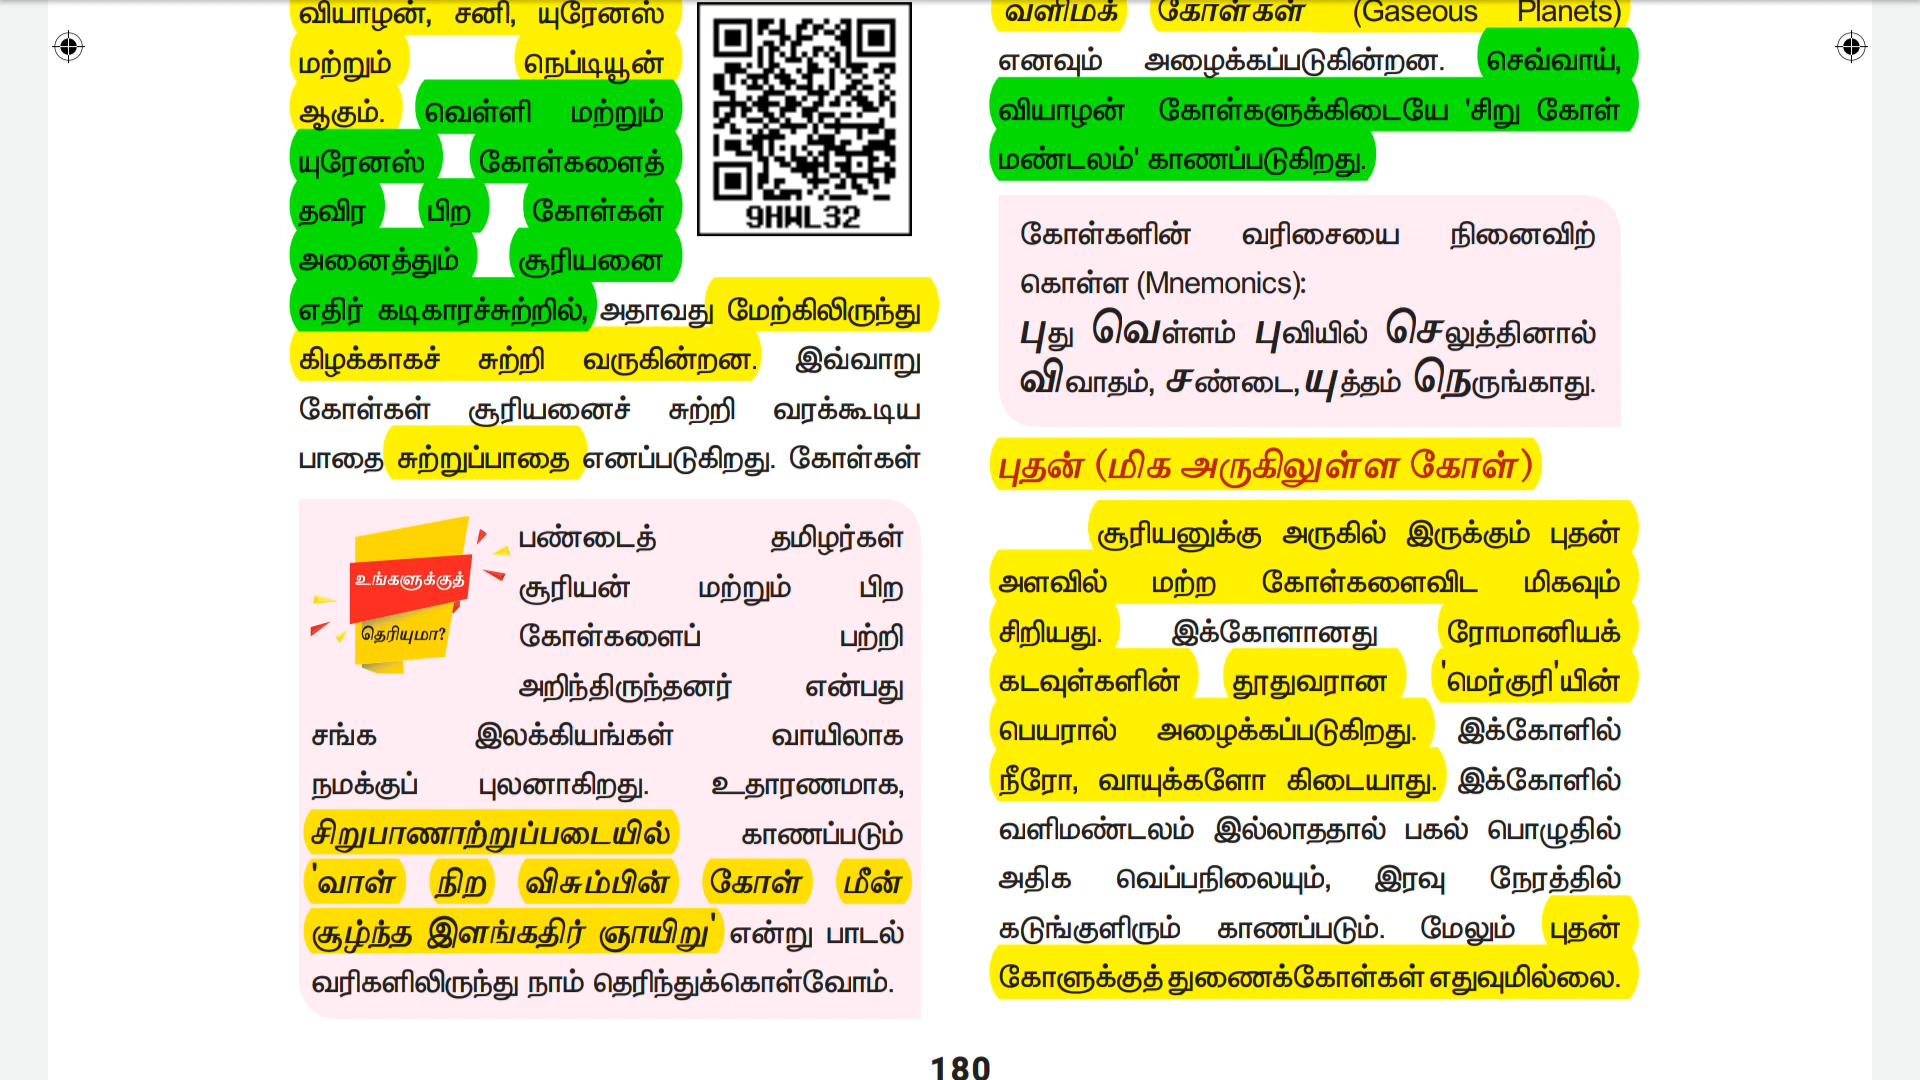 வியாழன், சனி, யுரேனஸ்
மற்றும் நெப்டியூன்
ஆகும். வெள்ளி மற்றும்
யுரேனஸ் கோள்களைத்
தவிர பிற கோள்கள்
அனைத்தும் சூரியனை
எதிர் கடிகாரச்சுற்றில், அதாவது மேற்கிலிருந்து
கிழக்காகச் சுற்றி வருகின்றன. இவ்வாறு
கோள்கள் சூரியனைச் சுற்றி வரக்கூடிய
பாதை சுற்றுப்பாதை எனப்படுகிறது. கோள்கள்
9HWL32
உங்களுக்குத்
தெரியுமா?
பண்டைத் தமிழர்கள்
சூரியன் மற்றும் பிற
கோள்களைப் பற்றி
அறிந்திருந்தனர் என்பது
சங்க இலக்கியங்கள் வாயிலாக
நமக்குப் புலனாகிறது. உதாரணமாக,
சிறுபாணாற்றுப்படையில் காணப்படும்
'வாள் நிற விசும்பின் கோள் மீன்
சூழ்ந்த இளங்கதிர் ஞாயிறு' என்று பாடல்
வரிகளிலிருந்து நாம் தெரிந்துக்கொள்வோம்.
வளிமக் கோள்கள் (Gaseous Planets)
எனவும் அழைக்கப்படுகின்றன. செவ்வாய்,
வியாழன் கோள்களுக்கிடையே 'சிறு கோள்
மண்டலம்' காணப்படுகிறது.
கோள்களின் வரிசையை நினைவிற்
கொள்ள (Mnemonics):
புது வெள்ளம் புவியில் செலுத்தினால்
விவாதம், சண்டை, யுத்தம் நெருங்காது.
புதன் (மிக அருகிலுள்ள கோள்)
சூரியனுக்கு அருகில் இருக்கும் புதன்
அளவில் மற்ற கோள்களைவிட மிகவும்
சிறியது. இக்கோளானது ரோமானியக்
கடவுள்களின் தூதுவரான 'மெர்குரி'யின்
பெயரால் அழைக்கப்படுகிறது. இக்கோளில்
நீரோ, வாயுக்களோ கிடையாது. இக்கோளில்
வளிமண்டலம் இல்லாததால் பகல் பொழுதில்
அதிக வெப்பநிலையும், இரவு நேரத்தில்
கடுங்குளிரும் காணப்படும். மேலும் புதன்
கோளுக்குத் துணைக்கோள்கள் எதுவுமில்லை.
180